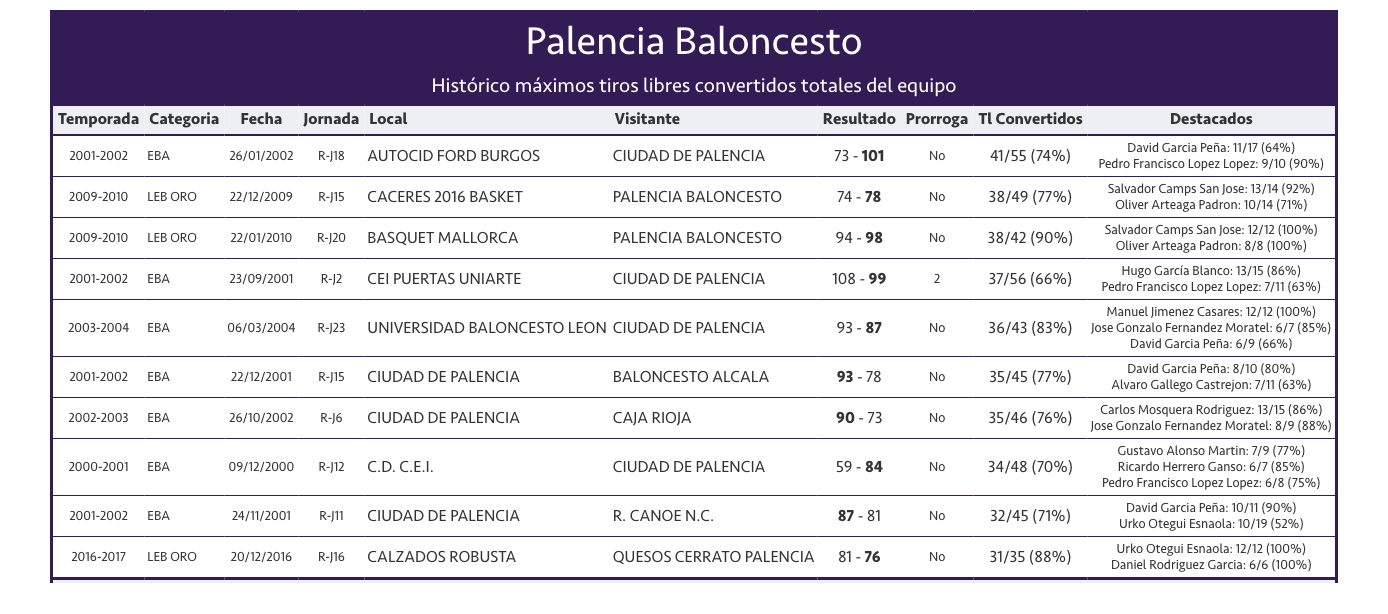 Palencia Baloncesto
Histórico máximos tiros libres convertidos totales del equipo
Temporada Categoria Fecha Jornada Local Visitante Resultado Prorroga Tl Convertidos Destacados
2001-2002 EBA 26/01/2002 R-J18 AUTOCID FORD BURGOS CIUDAD DE PALENCIA 73 - 101 No 41/55 (74%) David Garcia Peña: 11/17 (64%)
Pedro Francisco Lopez Lopez: 9/10 (90%)
2009-2010 LEB ORO 22/12/2009 R-J15 CACERES 2016 BASKET PALENCIA BALONCESTO 74 - 78 No 38/49 (77%) Salvador Camps San Jose: 13/14 (92%)
Oliver Arteaga Padron: 10/14 (71%)
2009-2010 LEB ORO 22/01/2010 R-J20 BASQUET MALLORCA PALENCIA BALONCESTO 94 - 98 No 38/42 (90%) Salvador Camps San Jose: 12/12 (100%)
Oliver Arteaga Padron: 8/8 (100%)
2001-2002 EBA 23/09/2001 R-J2 CEI PUERTAS UNIARTE CIUDAD DE PALENCIA 108 - 99 2 37/56 (66%) Hugo García Blanco: 13/15 (86%)
Pedro Francisco Lopez Lopez: 7/11 (63%)
2003-2004 EBA 06/03/2004 R-J23 UNIVERSIDAD BALONCESTO LEON CIUDAD DE PALENCIA 93 - 87 No 36/43 (83%) Manuel Jimenez Casares: 12/12 (100%)
Jose Gonzalo Fernandez Moratel: 6/7 (85%)
David Garcia Peña: 6/9 (66%)
2001-2002 EBA 22/12/2001 R-J15 CIUDAD DE PALENCIA BALONCESTO ALCALA 93 - 78 No 35/45 (77%) David Garcia Peña: 8/10 (80%)
Alvaro Gallego Castrejon: 7/11 (63%)
2002-2003 EBA 26/10/2002 R-J6 CIUDAD DE PALENCIA CAJA RIOJA 90 - 73 No 35/46 (76%) Carlos Mosquera Rodriguez: 13/15 (86%)
Jose Gonzalo Fernandez Moratel: 8/9 (88%)
2000-2001 EBA 09/12/2000 R-J12 C.D. C.E.I. CIUDAD DE PALENCIA 59 - 84 No 34/48 (70%) Gustavo Alonso Martin: 7/9 (77%)
Ricardo Herrero Ganso: 6/7 (85%)
Pedro Francisco Lopez Lopez: 6/8 (75%)
2001-2002 EBA 24/11/2001 R-J11 CIUDAD DE PALENCIA R. CANOE N.C. 87 - 81 No 32/45 (71%) David Garcia Peña: 10/11 (90%)
Urko Otegui Esnaola: 10/19 (52%)
2016-2017 LEB ORO 20/12/2016 R-J16 CALZADOS ROBUSTA QUESOS CERRATO PALENCIA 81 - 76 No 31/35 (88%) Urko Otegui Esnaola: 12/12 (100%)
Daniel Rodriguez Garcia: 6/6 (100%)